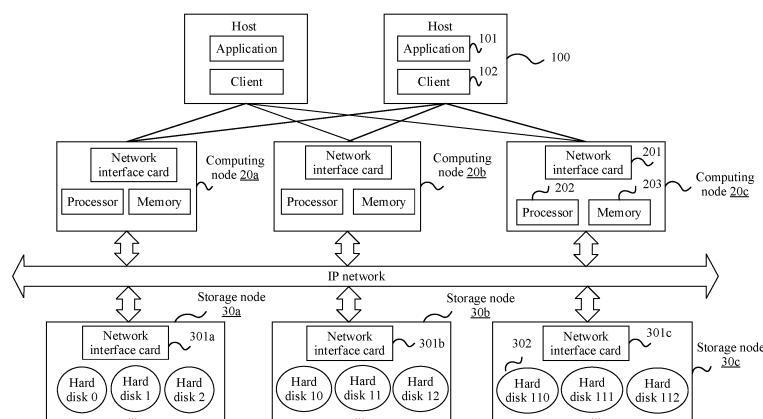 Host
Application
Client
Host
Application
101
Client
102
100
Network
interface card
Processor
Memory
Computing
node 20a
Network
interface card
Processor
Memory
Computing
node 20b
Network
interface card
201
202
203
Processor
Memory
Computing
node 20c
IP network
Storage node
30a
Network
interface card
301a
Hard
disk 0
Hard
disk 1
Hard
disk 2
Storage node
30b
Network
interface card
301b
Hard
disk 10
Hard
disk 11
Hard
disk 12
302
Network
interface card
301c
Storage node
30c
Hard
disk 110
Hard
disk 111
Hard
disk 112